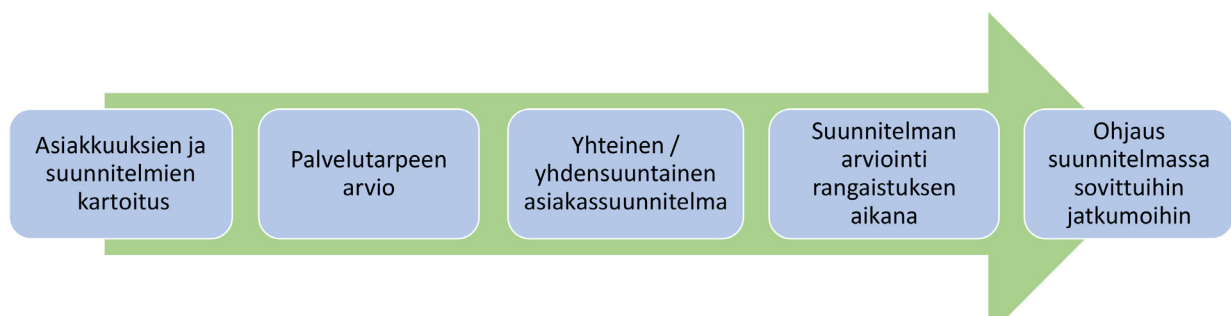 Asiakkuuksien ja
suunnitelmien
kartoitus
Palvelutarpeen
arvio
Yhteinen /
yhdensuuntainen
asiakassuunnitelma
Suunnitelman
arviointi
rangaistuksen
aikana
Ohjaus
suunnitelmassa
sovittuihin
jatkumoihin